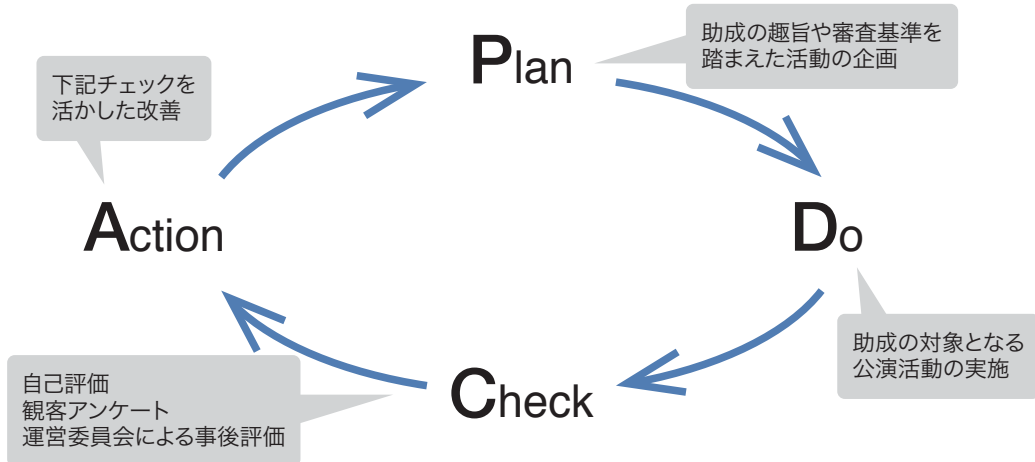 Plan
助成の趣旨や審査基準を
踏まえた活動の企画
Do
助成の対象となる
公演活動の実施
Check
自己評価
観客アンケート
運営委員会による事後評価
Action
下記チェックを
活かした改善